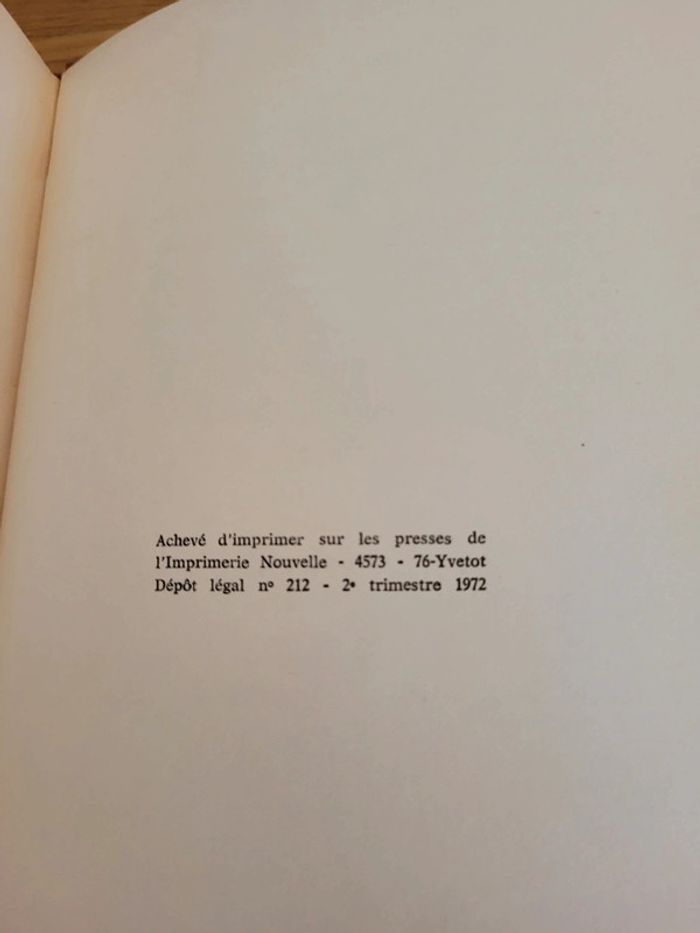 Achevé d'imprimer sur les presses de
l'Imprimerie Nouvelle - 4573 - 76-Yvetot
Dépôt légal nº 212 - 2e trimestre 1972